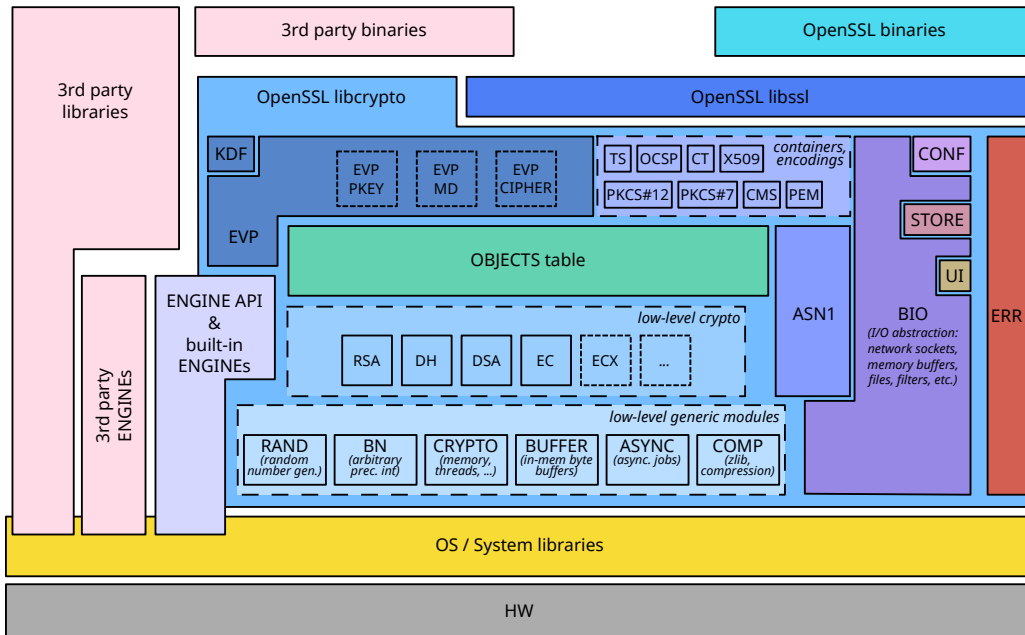 3rd party binaries
OpenSSL binaries
3rd party
libraries
OpenSSL libcrypto
OpenSSL libssl
KDF
EVP
PKEY
EVP
MD
EVP
CIPHER
EVP
containers,
encodings
TS
OCSP
CT
X509
PKCS#12
PKCS#7
CMS
PEM
CONF
STORE
UI
BIO
(I/O abstraction:
network sockets,
memory buffers,
files, filters, etc.)
ERR
OBJECTS table
ASN1
ENGINE API
&
built-in
ENGINEs
3rd party
ENGINEs
low-level crypto
RSA
DH
DSA
EC
ECX
...
low-level generic modules
RAND
(random
number gen.)
BN
(arbitrary
prec. int)
CRYPTO
(memory,
threads, ...)
BUFFER
(in-mem byte
buffers)
ASYNC
(async. jobs)
COMP
(zlib,
compression)
OS / System libraries
HW